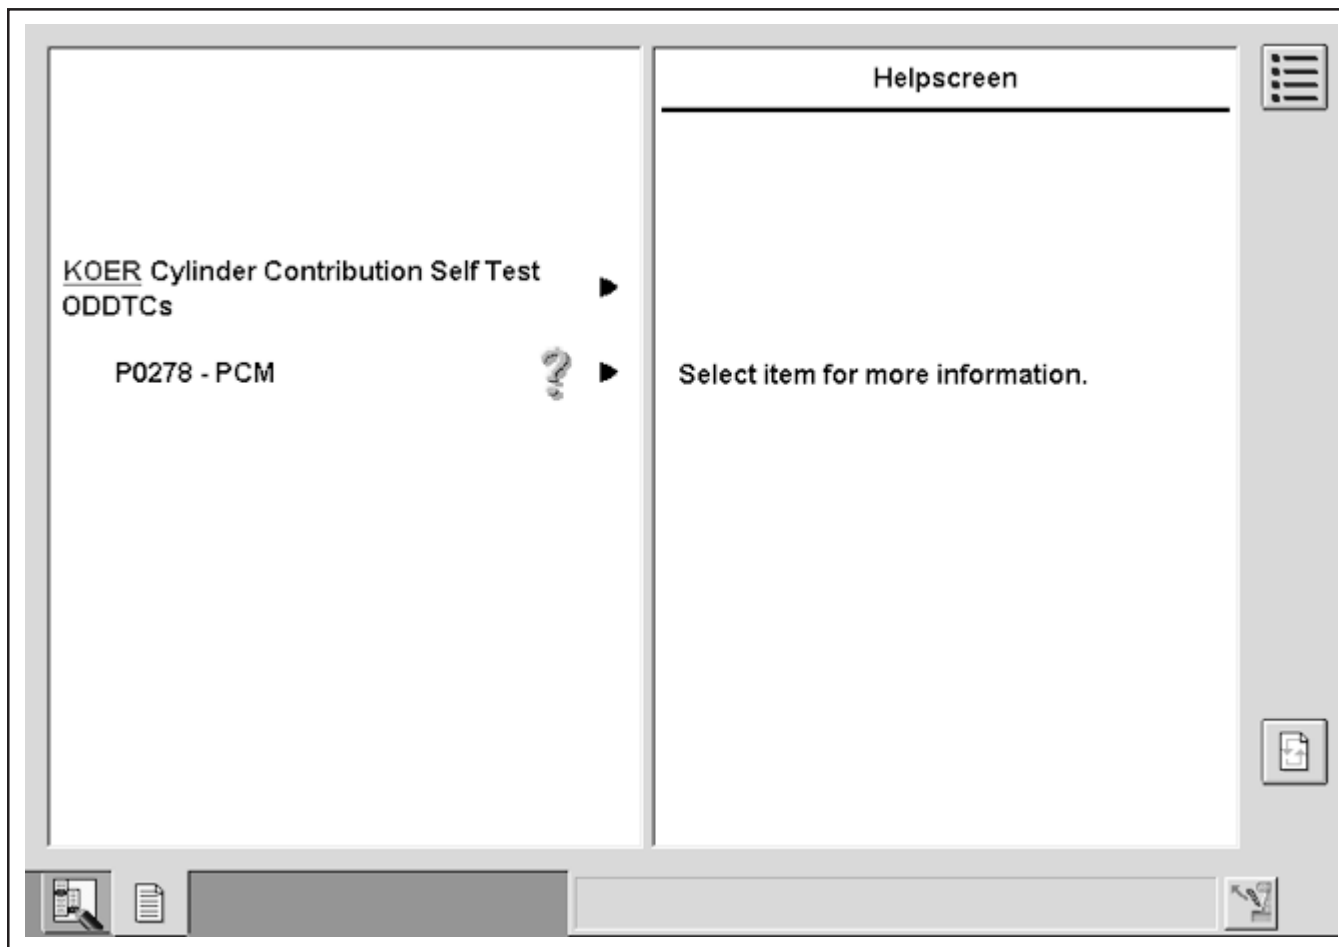 Helpscreen
KOER Cylinder Contribution Self Test
ODDTCs
P0278 - PCM
Select item for more information.